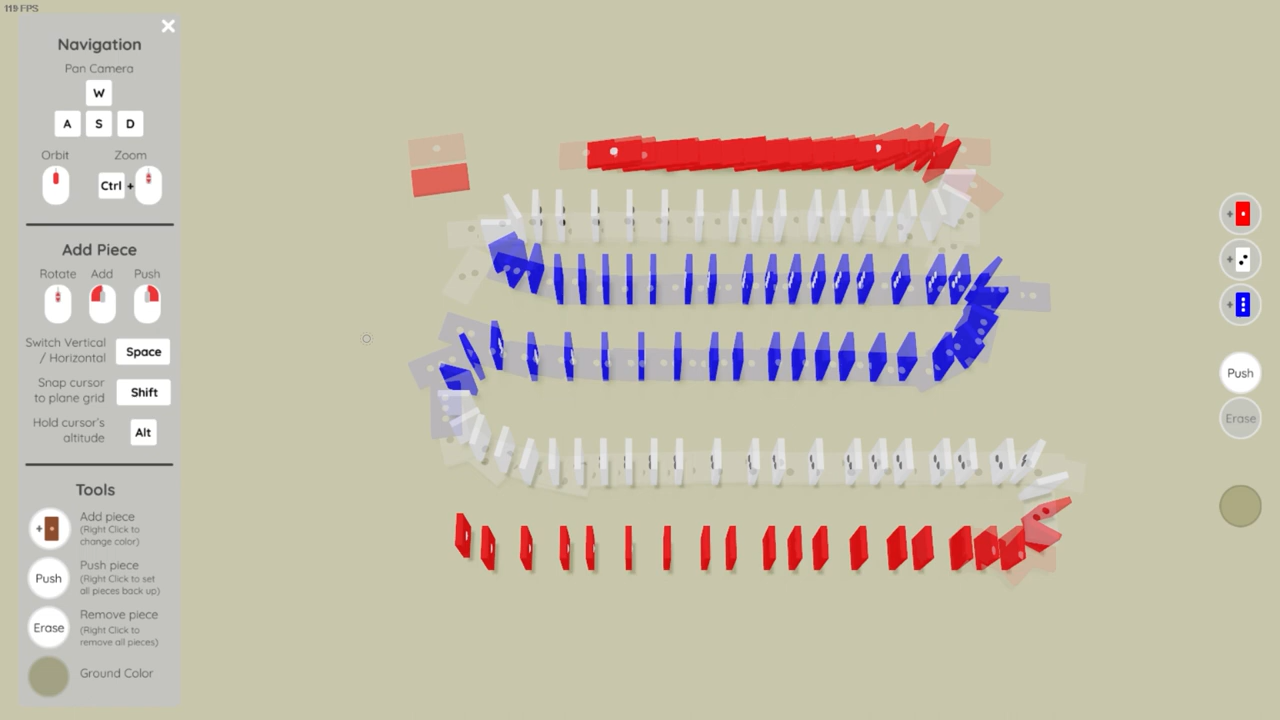 119 FPS
Navigation
Pan Camera
W
A S D
Orbit Zoom
Ctrl +
Add Piece
Rotate Add Push
Switch Vertical
/ Horizontal
Space
Snap cursor
to plane grid
Shift
Hold cursor's
altitude
Alt
Tools
+
Add piece
(Right Click to
change color)
Push
Push piece
(Right Click to set
all pieces back up)
Erase
Remove piece
(Right Click to
remove all pieces)
Ground Color
+
+
+
Push
Erase